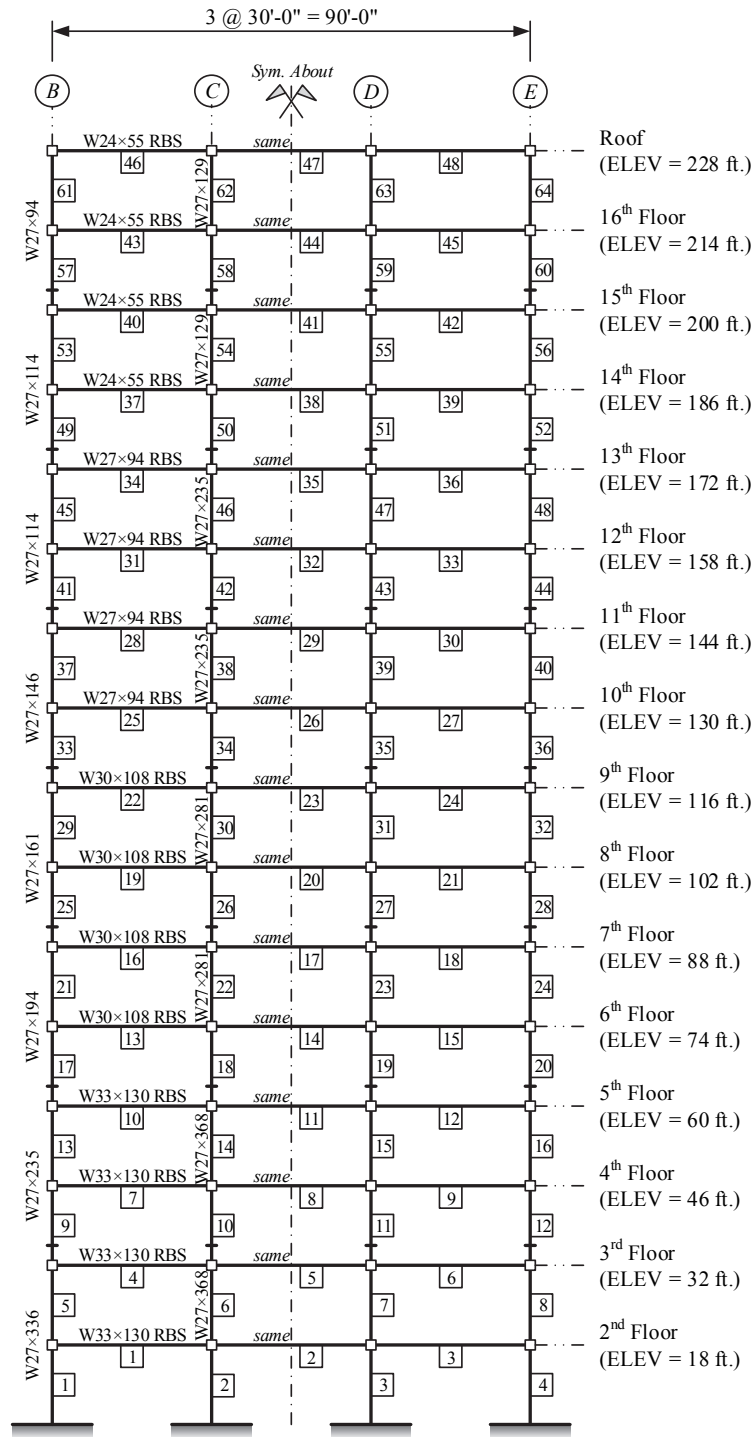 3 @ 30'-0" = 90'-0"
Sym. About
B C D E
W24×55 RBS same Roof
46 47 48 (ELEV = 228 ft.)
61 62 63 64
W27×94 W27×129
W24×55 RBS same 16th Floor
43 44 45 (ELEV = 214 ft.)
57 58 59 60
W24×55 RBS same 15th Floor
40 41 42 (ELEV = 200 ft.)
53 54 55 56
W27×114 W27×129
W24×55 RBS same 14th Floor
37 38 39 (ELEV = 186 ft.)
49 50 51 52
W27×94 RBS same 13th Floor
34 35 36 (ELEV = 172 ft.)
45 46 47 48
W27×114 W27×235
W27×94 RBS same 12th Floor
31 32 33 (ELEV = 158 ft.)
41 42 43 44
W27×94 RBS same 11th Floor
28 29 30 (ELEV = 144 ft.)
37 38 39 40
W27×146 W27×235
W27×94 RBS same 10th Floor
25 26 27 (ELEV = 130 ft.)
33 34 35 36
W30×108 RBS same 9th Floor
22 23 24 (ELEV = 116 ft.)
29 30 31 32
W27×161 W27×281
W30×108 RBS same 8th Floor
19 20 21 (ELEV = 102 ft.)
25 26 27 28
W30×108 RBS same 7th Floor
16 17 18 (ELEV = 88 ft.)
21 22 23 24
W27×194 W27×281
W30×108 RBS same 6th Floor
13 14 15 (ELEV = 74 ft.)
17 18 19 20
W33×130 RBS same 5th Floor
10 11 12 (ELEV = 60 ft.)
13 14 15 16
W27×235 W27×368
W33×130 RBS same 4th Floor
7 8 9 (ELEV = 46 ft.)
9 10 11 12
W33×130 RBS same 3rd Floor
4 5 6 (ELEV = 32 ft.)
5 6 7 8
W27×336 W27×368
W33×130 RBS same 2nd Floor
1 2 3 (ELEV = 18 ft.)
1 2 3 4